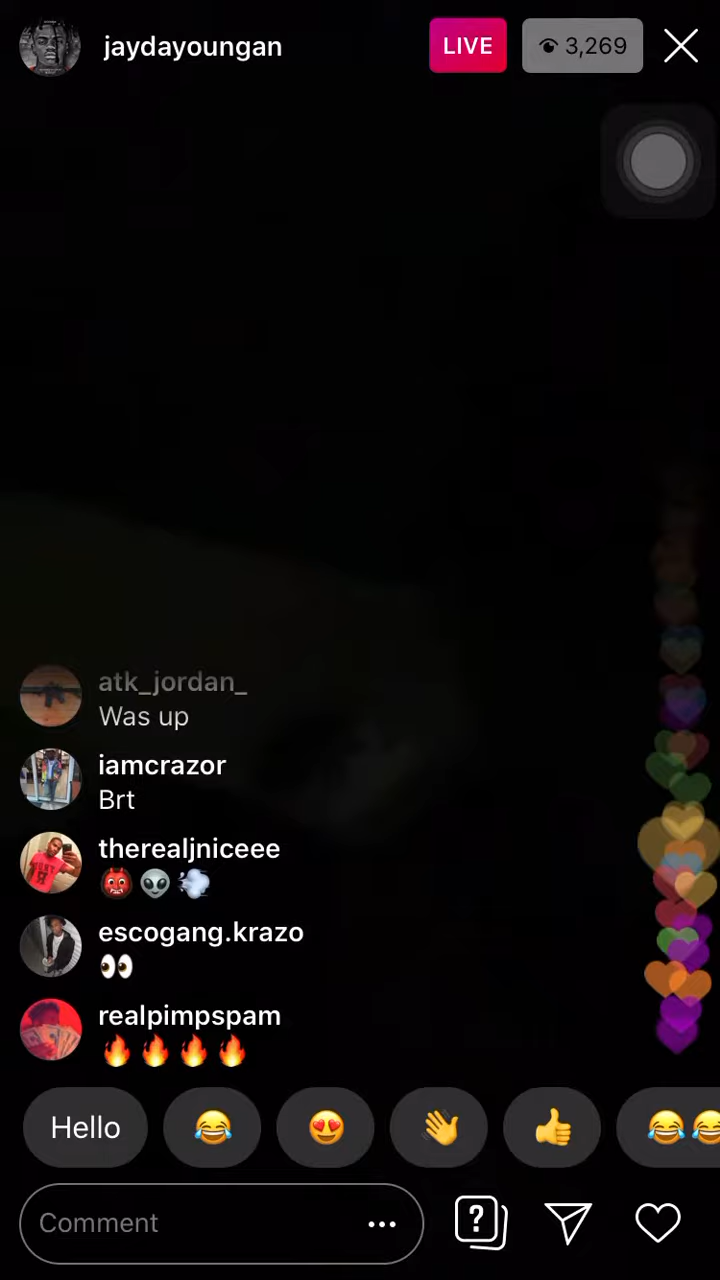 jaydayoungan
LIVE
3,269
atk_jordan_
Was up
iamcrazor
Brt
therealjniceee
👹 👽 💨
escogang.krazo
👀
realpimpspam
🔥 🔥 🔥 🔥
Hello 😂 😍 👋 👍 😂😂
Comment